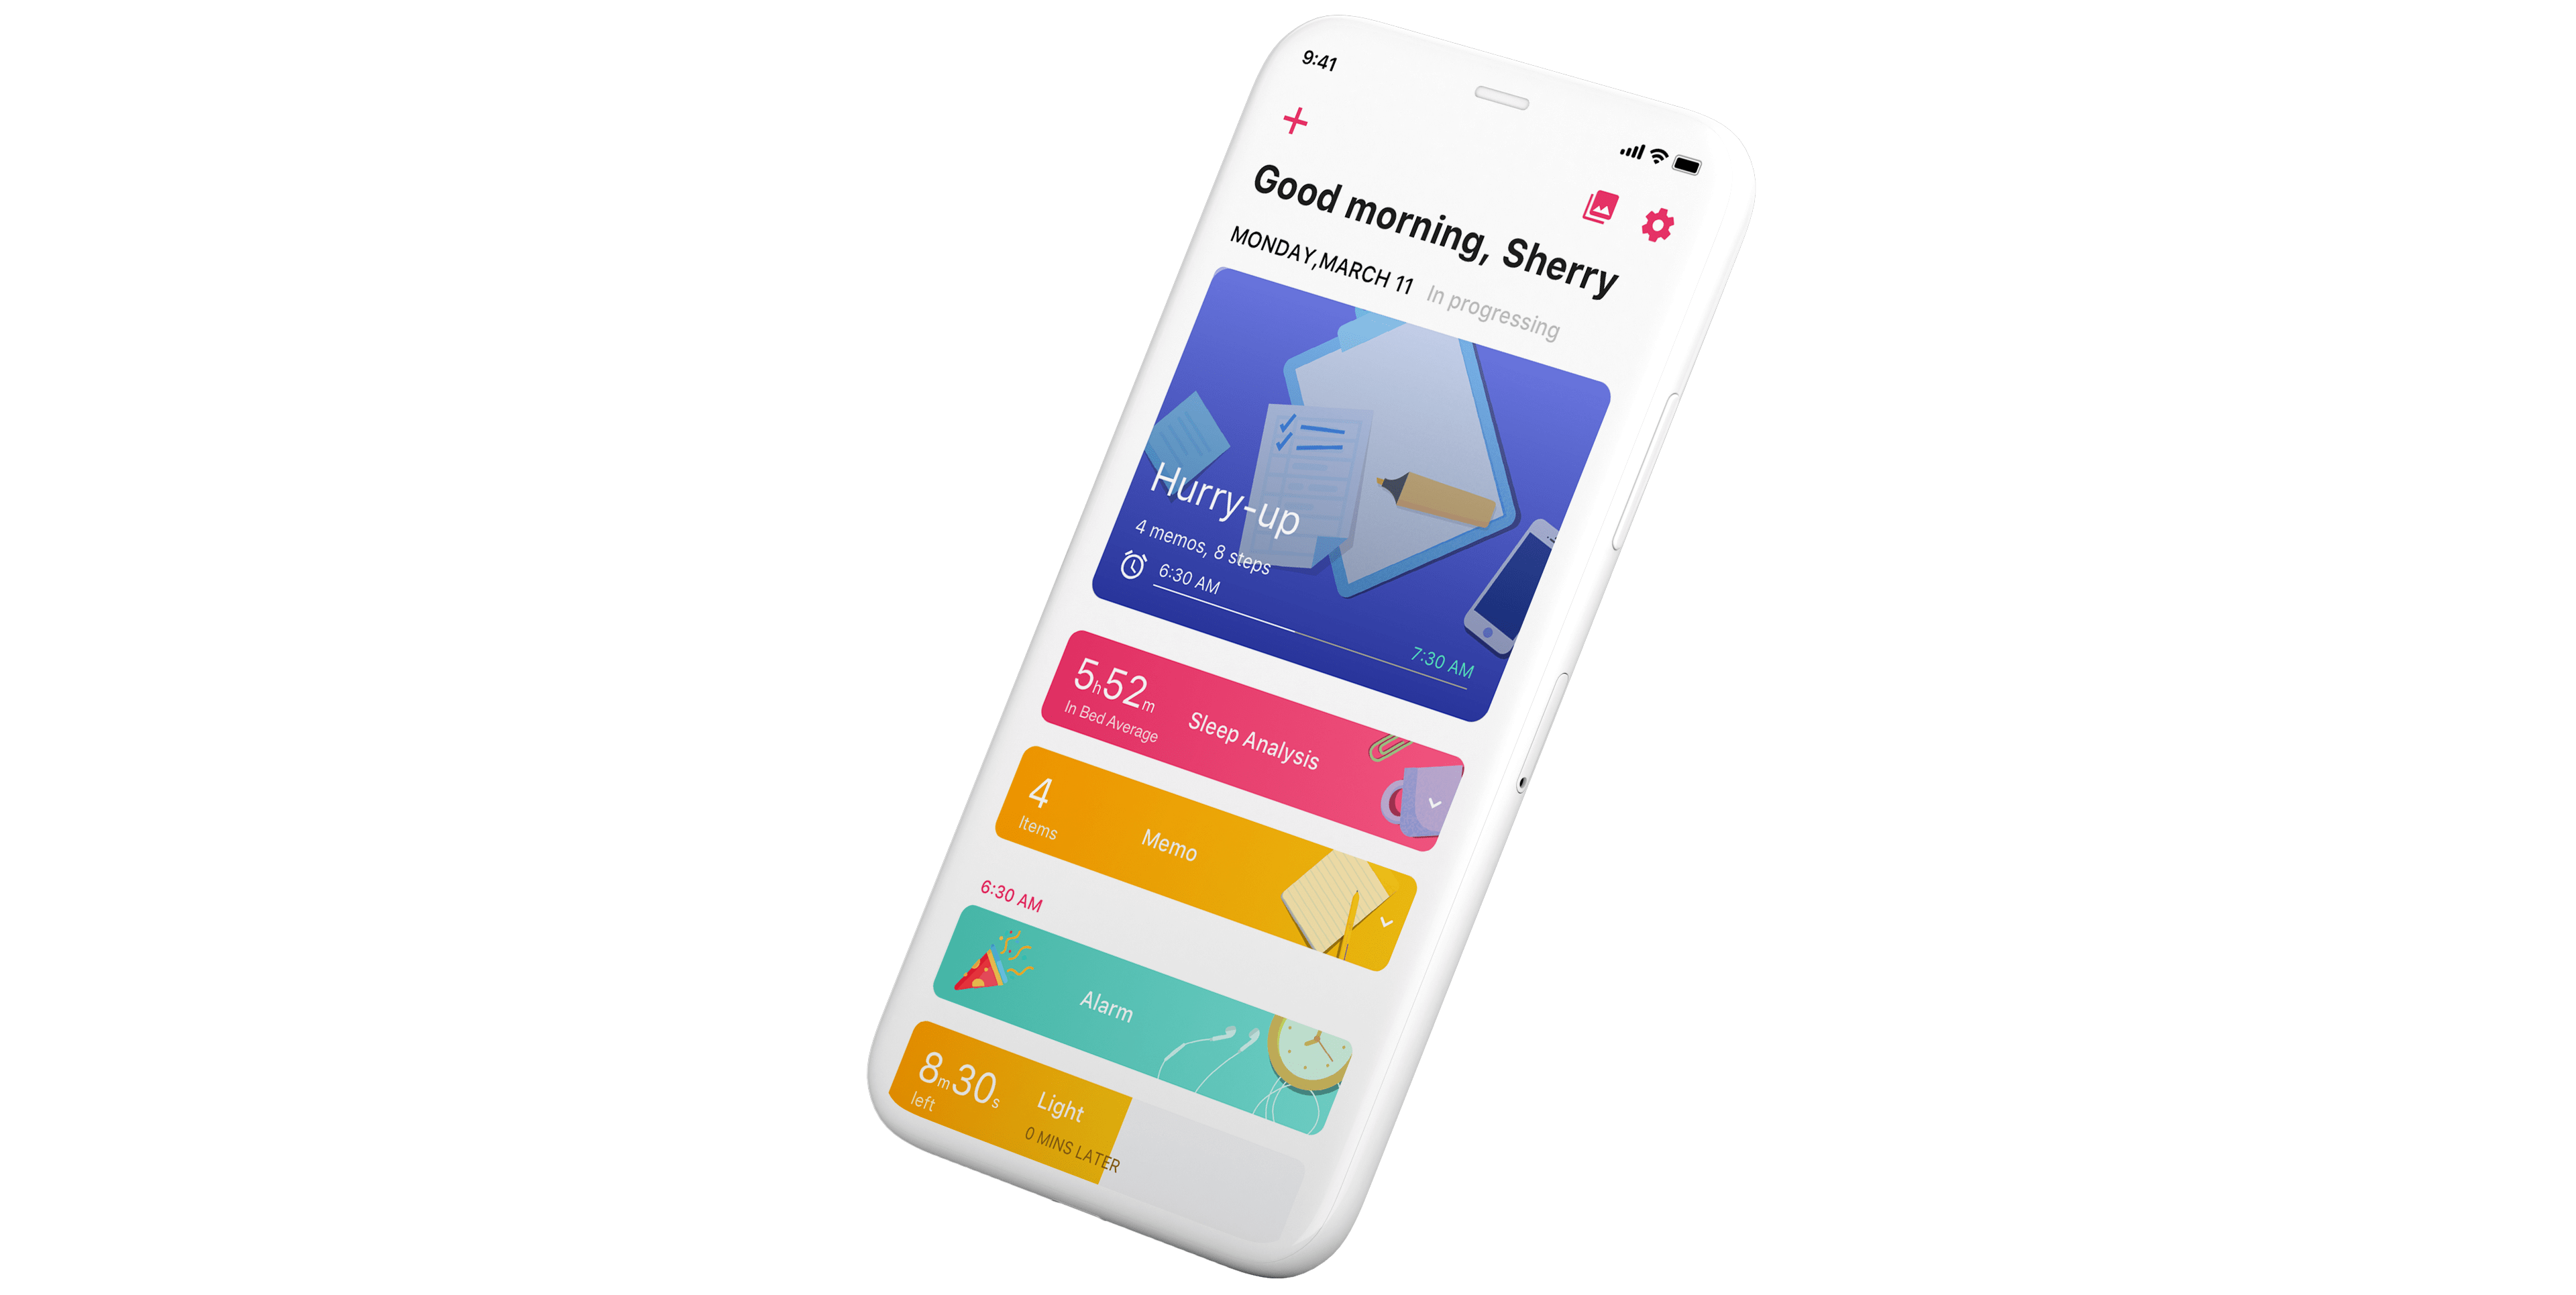 9:41
Good morning, Sherry
MONDAY,MARCH 11 In progressing
Hurry-up
4 memos, 8 steps
6:30 AM
7:30 AM
5h52m
In Bed Average
Sleep Analysis
4
Items
Memo
6:30 AM
Alarm
8m30s
left
Light
0 MINS LATER